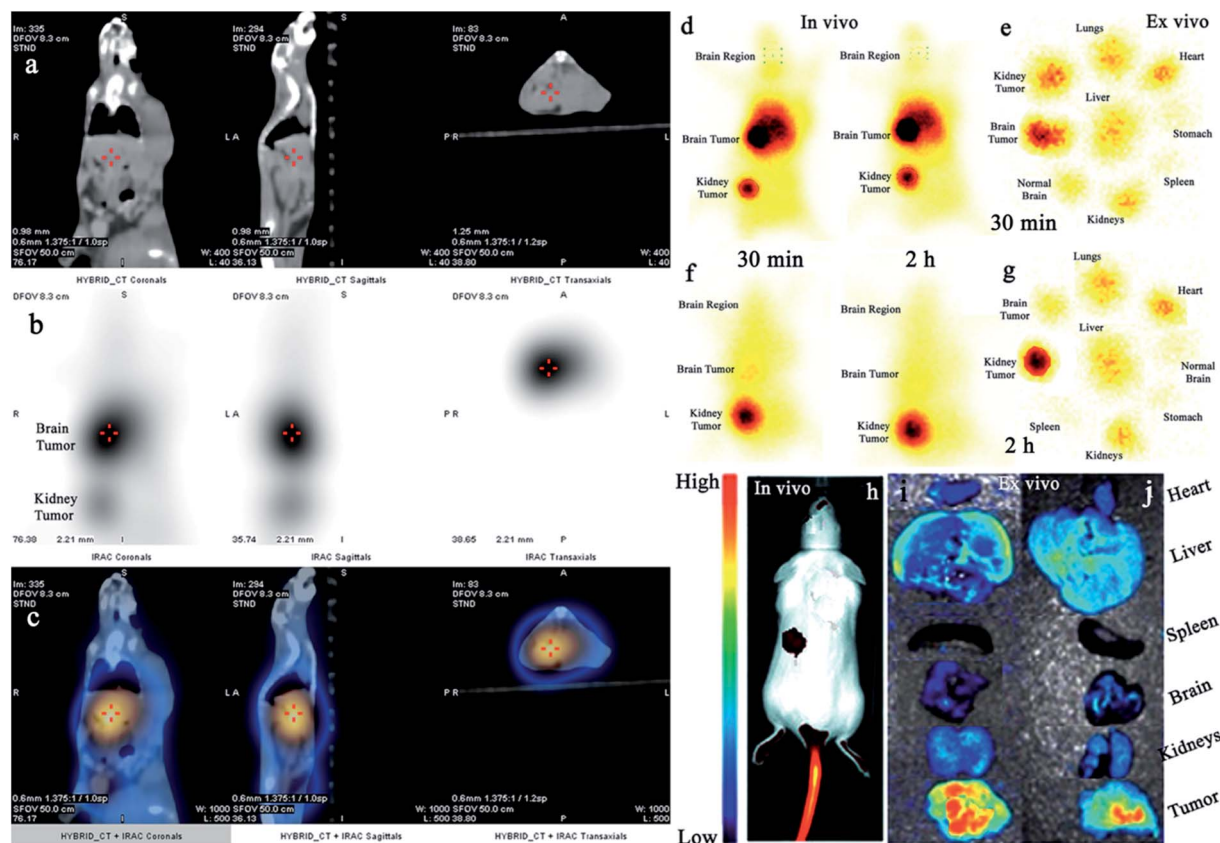 a
Im: 335
DFOV 8.3 cm
STND
S
R
L
0.98 mm
0.6mm 1.375:1 / 1.0sp
SFOV 50.0 cm
76.17
I
W: 400
L: 40
HYBRID_CT Coronals
Im: 294
DFOV 8.3 cm
STND
S
A
P
0.98 mm
0.6mm 1.375:1 / 1.0sp
SFOV 50.0cm
36.13
I
W: 400
L: 40
HYBRID_CT Sagittals
Im: 83
DFOV 8.3 cm
STND
A
R
L
1.25 mm
0.6mm 1.375:1 / 1.2sp
SFOV 50.0 cm
38.80
P
W: 400
L: 40
HYBRID_CT Transaxials
b
DFOV 8.3 cm
S
R
L
Brain
Tumor
Kidney
Tumor
76.38
2.21 mm
I
IRAC Coronals
DFOV 8.3 cm
S
A
P
35.74
2.21 mm
I
IRAC Sagittals
DFOV 8.3 cm
A
R
L
38.65
2.21 mm
P
IRAC Transaxials
c
Im: 335
DFOV 8.3 cm
STND
S
R
L
0.6mm 1.375:1 / 1.0sp
SFOV 50.0 cm
76.17
I
W: 1000
L: 500
HYBRID_CT + IRAC Coronals
Im: 294
DFOV 8.3 cm
STND
S
A
P
0.6mm 1.375:1 / 1.0sp
SFOV 50.0cm
36.13
I
W: 1000
L: 500
HYBRID_CT + IRAC Sagittals
Im: 83
DFOV 8.3 cm
STND
A
R
L
0.6mm 1.375:1 / 1.2sp
SFOV 50.0 cm
38.80
P
W: 1000
L: 500
HYBRID_CT + IRAC Transaxials
d
In vivo
Brain Region
Brain Tumor
Kidney
Tumor
Brain Region
Brain Tumor
Kidney
Tumor
30 min
2 h
e
Ex vivo
Lungs
Heart
Kidney
Tumor
Liver
Brain
Tumor
Stomach
Normal
Brain
Spleen
Kidneys
30 min
f
Brain Region
Brain Tumor
Kidney
Tumor
Brain Region
Brain Tumor
Kidney
Tumor
g
Lungs
Heart
Brain
Tumor
Liver
Kidney
Tumor
Normal
Brain
Stomach
Spleen
Kidneys
2 h
High
Low
In vivo
h
i
Ex vivo
j
Heart
Liver
Spleen
Brain
Kidneys
Tumor